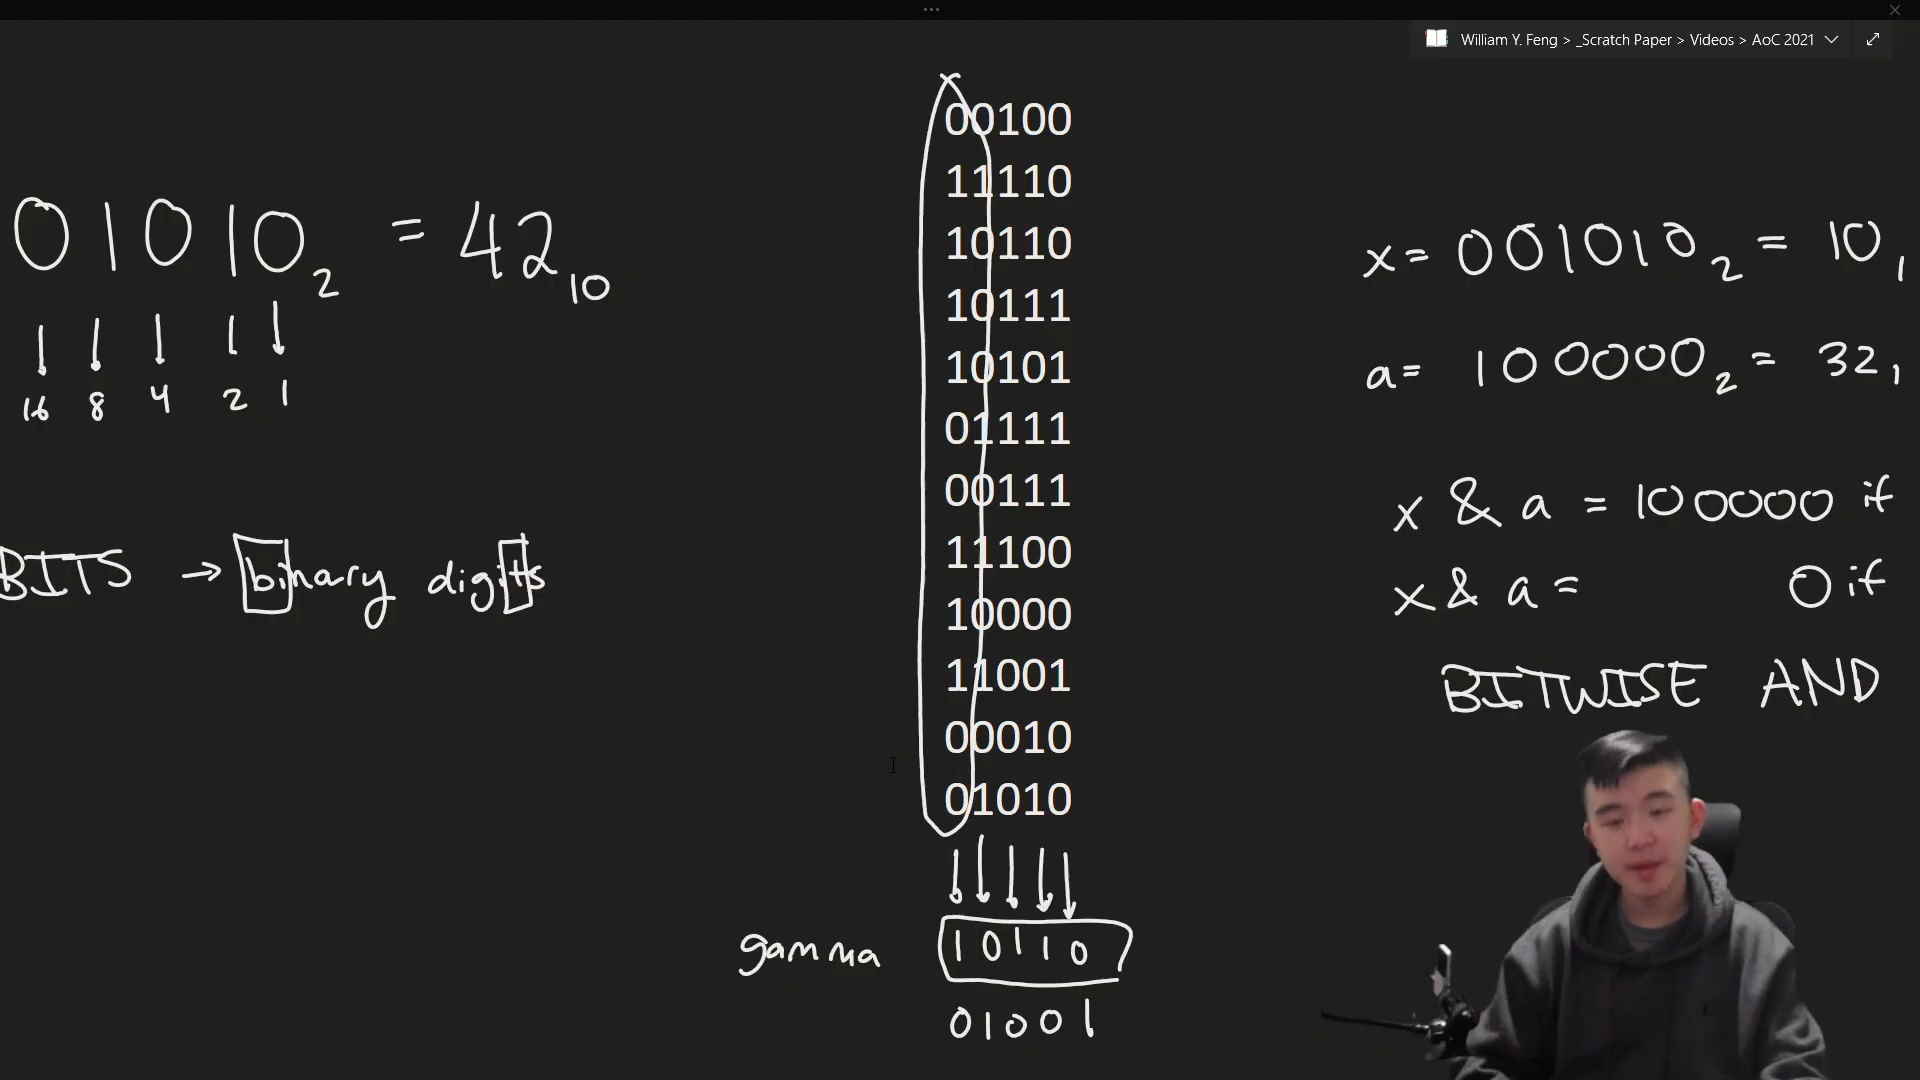 William Y. Feng > _Scratch Paper > Videos > AoC 2021
01010₂ = 42₁₀
16 8 4 2 1
BITS → binary digits
00100
11110
10110
10111
10101
01111
00111
11100
10000
11001
00010
01010
gamma 10110
01001
x = 001010₂ = 10₁
a = 100000₂ = 32₁
x & a = 100000 if
x & a = 0 if
BITWISE AND